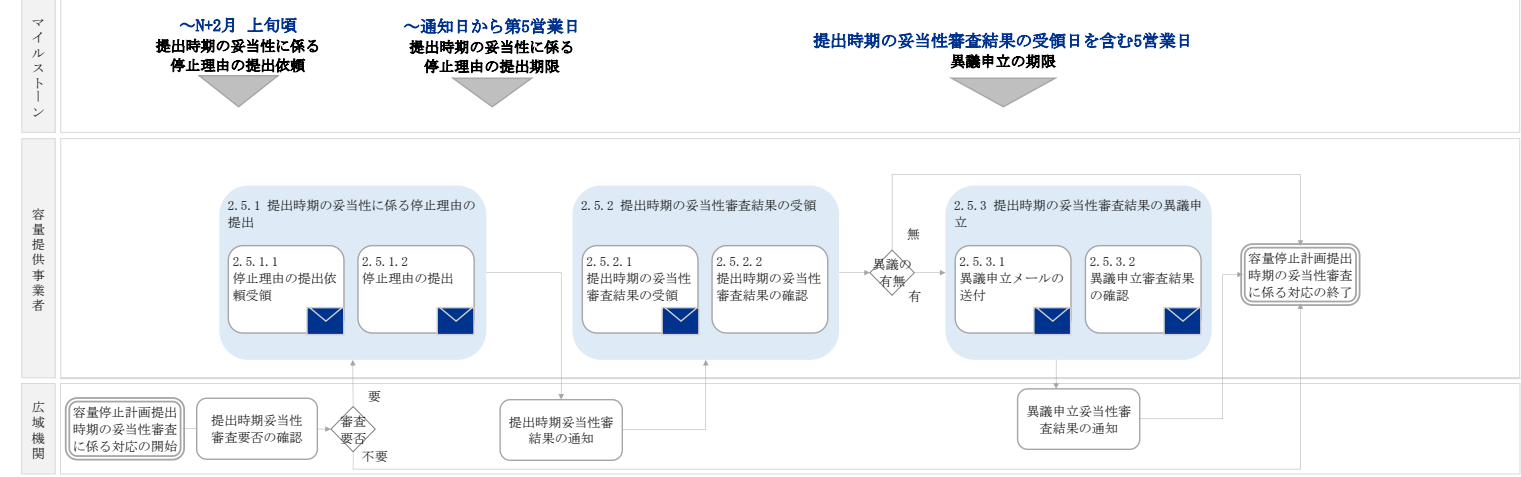 マイルストーン
～N+2月 上旬頃
提出時期の妥当性に係る
停止理由の提出依頼
～通知日から第5営業日
提出時期の妥当性に係る
停止理由の提出期限
提出時期の妥当性審査結果の受領日を含む5営業日
異議申立の期限
容量提供事業者
2.5.1 提出時期の妥当性に係る停止理由の
提出
2.5.1.1
停止理由の提出依
頼受領
2.5.1.2
停止理由の提出
2.5.2 提出時期の妥当性審査結果の受領
2.5.2.1
提出時期の妥当性
審査結果の受領
2.5.2.2
提出時期の妥当性
審査結果の確認
異議の
有無
無
有
2.5.3 提出時期の妥当性審査結果の異議申
立
2.5.3.1
異議申立メールの
送付
2.5.3.2
異議申立審査結果
の確認
容量停止計画提出
時期の妥当性審査
に係る対応の終了
広域機関
容量停止計画提出
時期の妥当性審査
に係る対応の開始
提出時期妥当性
審査要否の確認
審査
要否
要
不要
提出時期妥当性審
結果の通知
異議申立妥当性審
査結果の通知